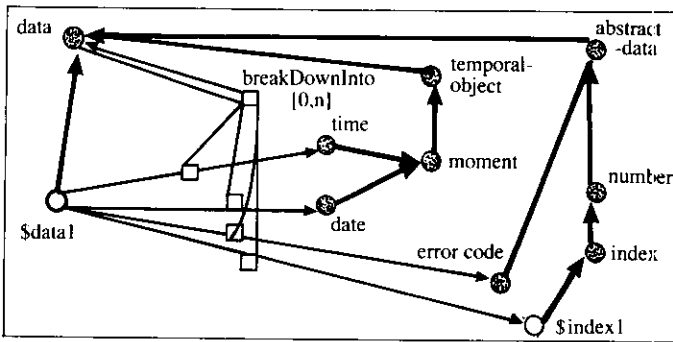 data
abstract
-data
temporal-
object
breakDownInto
[0,n]
time
moment
number
$data1
date
error code
index
$index1